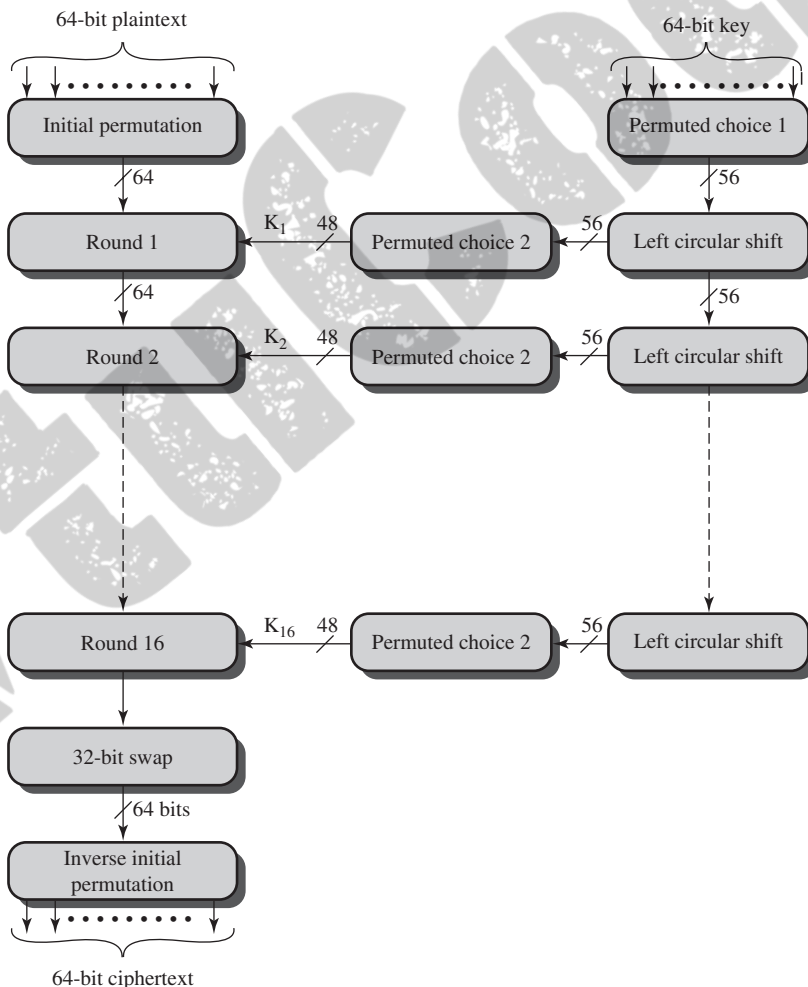 64-bit plaintext
64-bit key
Initial permutation
Permuted choice 1
64
56
Round 1
K1
48
Permuted choice 2
56
Left circular shift
64
56
Round 2
K2
48
Permuted choice 2
56
Left circular shift
Round 16
K16
48
Permuted choice 2
56
Left circular shift
32-bit swap
64 bits
Inverse initial
permutation
64-bit ciphertext